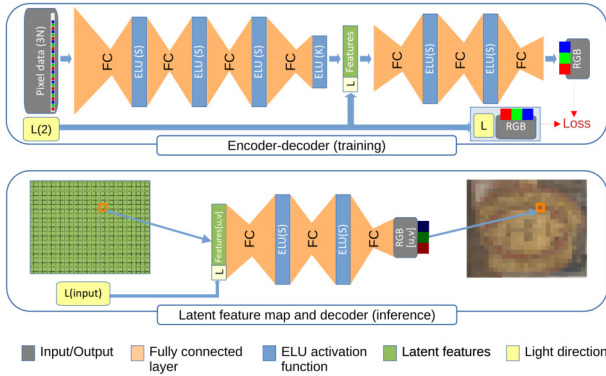 Pixel data (3N)
FC
ELU (S)
FC
ELU (S)
FC
ELU (S)
FC
ELU (K)
L Features
FC
ELU(S)
FC
ELU(S)
FC
RGB
L(2)
L
RGB
Loss
Encoder-decoder (training)
L Features[u,v]
FC
ELU(S)
FC
ELU(S)
FC
RGB
[u,v]
L(input)
Latent feature map and decoder (inference)
Input/Output
Fully connected
layer
ELU activation
function
Latent features
Light direction